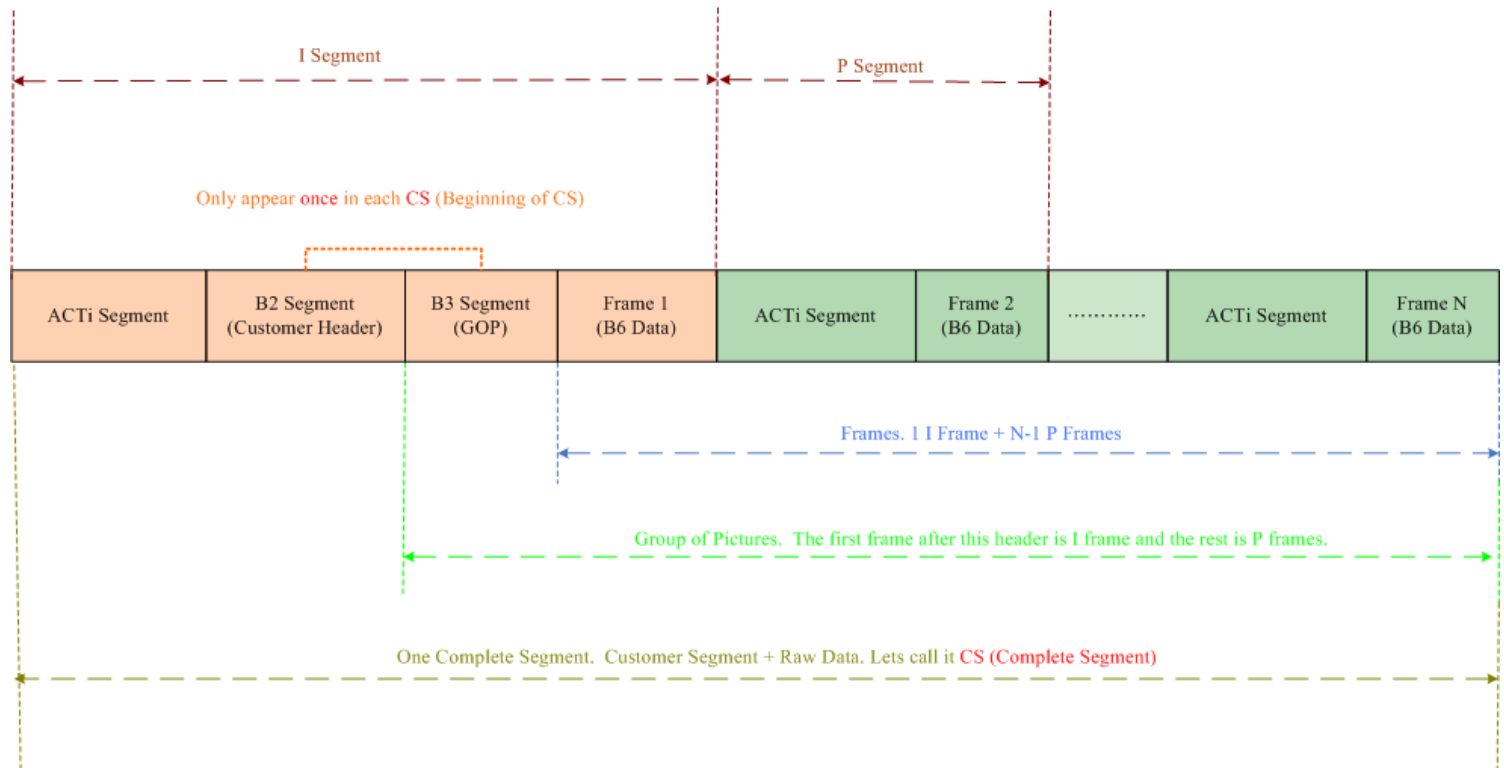 I Segment
P Segment
Only appear once in each CS (Beginning of CS)
ACTi Segment
B2 Segment
(Customer Header)
B3 Segment
(GOP)
Frame 1
(B6 Data)
ACTi Segment
Frame 2
(B6 Data)
............
ACTi Segment
Frame N
(B6 Data)
Frames. 1 I Frame + N-1 P Frames
Group of Pictures. The first frame after this header is I frame and the rest is P frames.
One Complete Segment. Customer Segment + Raw Data. Lets call it CS (Complete Segment)